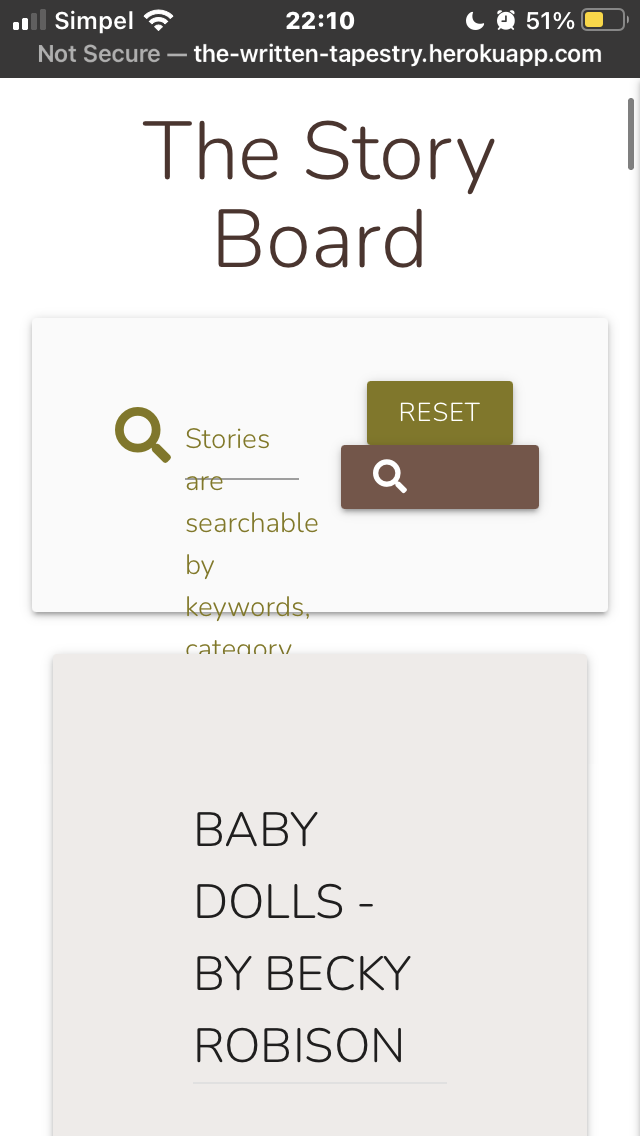 Simpel 22:10 51%
Not Secure — the-written-tapestry.herokuapp.com
The Story
Board
Stories
are
searchable
by
keywords,
category
RESET
BABY
DOLLS -
BY BECKY
ROBISON